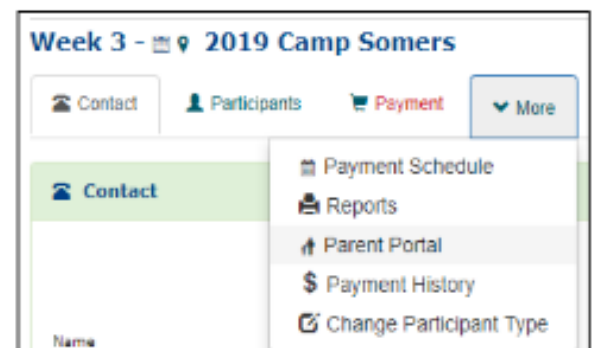 Week 3 - 2019 Camp Somers
Contact Participants Payment More
Payment Schedule
Contact
Reports
Parent Portal
$ Payment History
Change Participant Type
Name